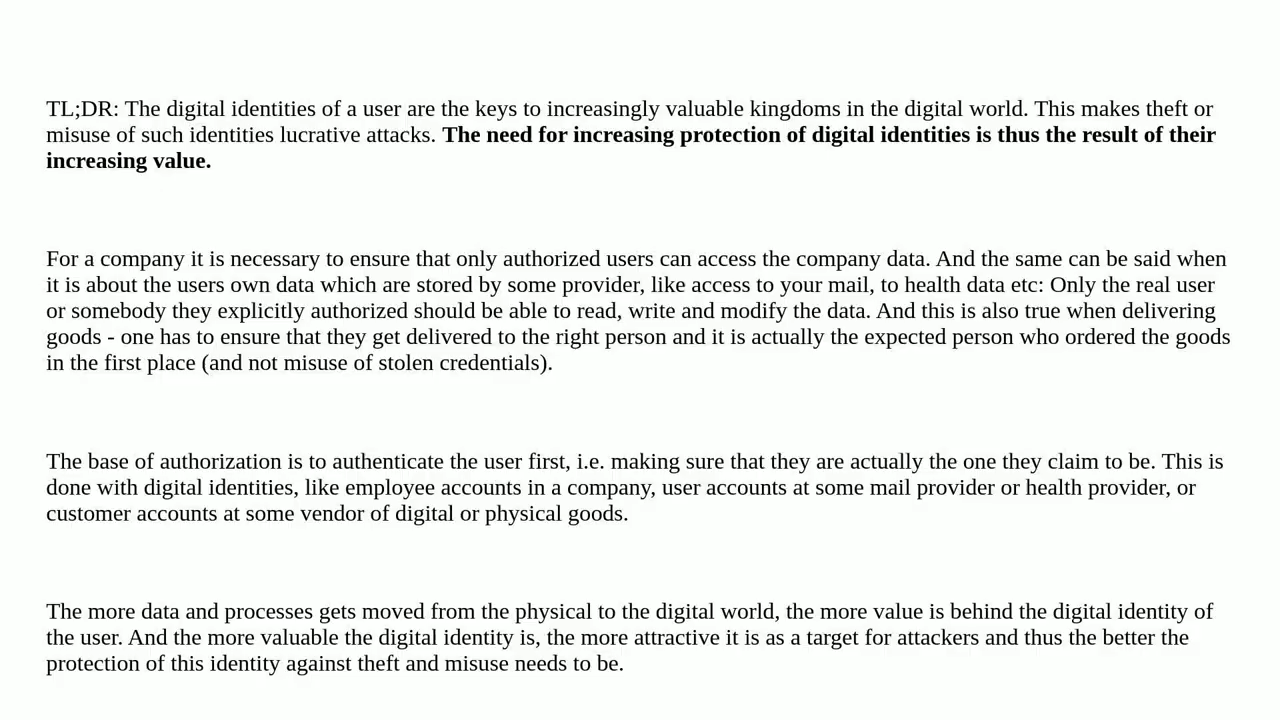 TL;DR: The digital identities of a user are the keys to increasingly valuable kingdoms in the digital world. This makes theft or
misuse of such identities lucrative attacks. The need for increasing protection of digital identities is thus the result of their
increasing value.
For a company it is necessary to ensure that only authorized users can access the company data. And the same can be said when
it is about the users own data which are stored by some provider, like access to your mail, to health data etc: Only the real user
or somebody they explicitly authorized should be able to read, write and modify the data. And this is also true when delivering
goods - one has to ensure that they get delivered to the right person and it is actually the expected person who ordered the goods
in the first place (and not misuse of stolen credentials).
The base of authorization is to authenticate the user first, i.e. making sure that they are actually the one they claim to be. This is
done with digital identities, like employee accounts in a company, user accounts at some mail provider or health provider, or
customer accounts at some vendor of digital or physical goods.
The more data and processes gets moved from the physical to the digital world, the more value is behind the digital identity of
the user. And the more valuable the digital identity is, the more attractive it is as a target for attackers and thus the better the
protection of this identity against theft and misuse needs to be.